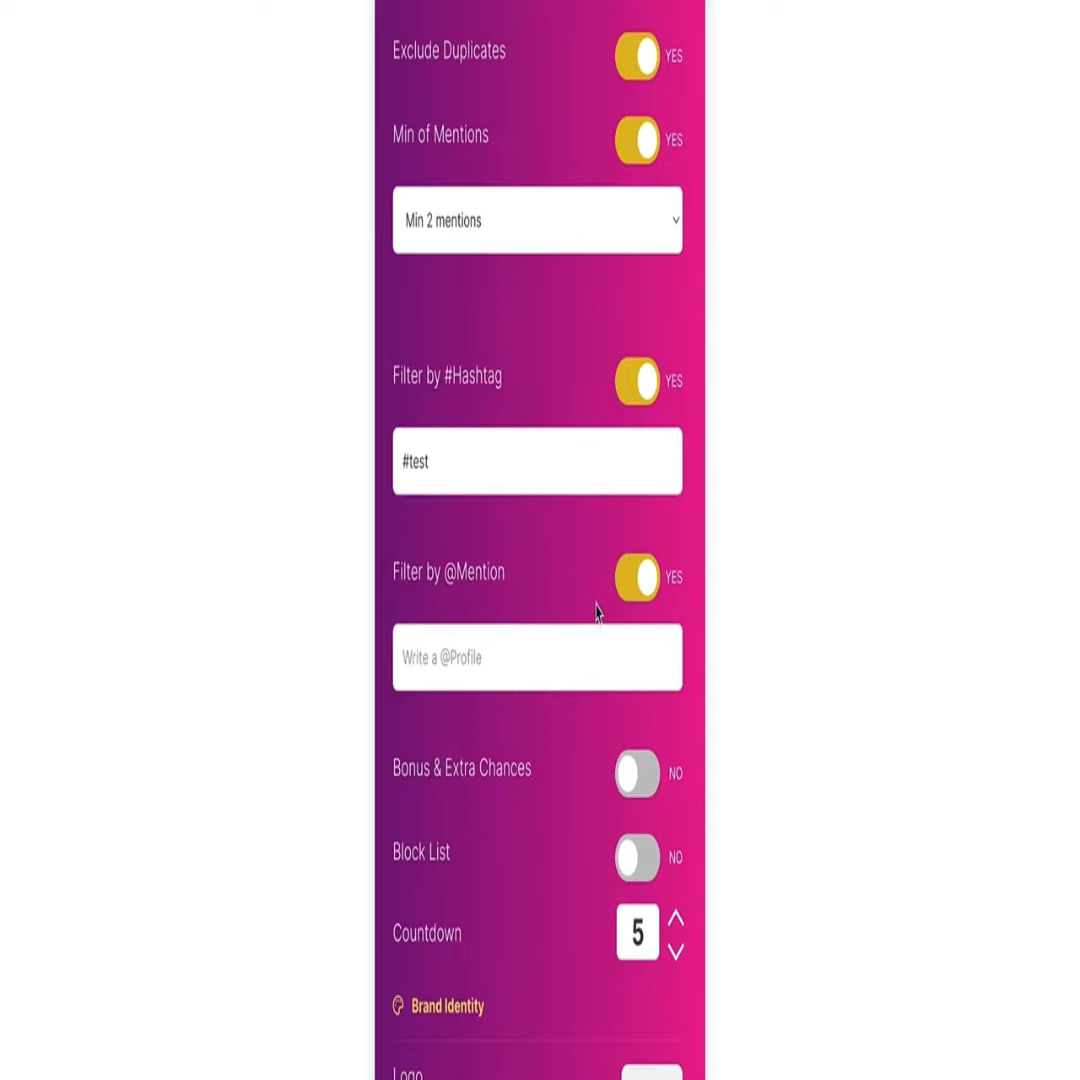 Exclude Duplicates YES
Min of Mentions YES
Min 2 mentions
Filter by #Hashtag YES
#test
Filter by @Mention YES
Write a @Profile
Bonus & Extra Chances NO
Block List NO
Countdown 5
Brand Identity
Logo